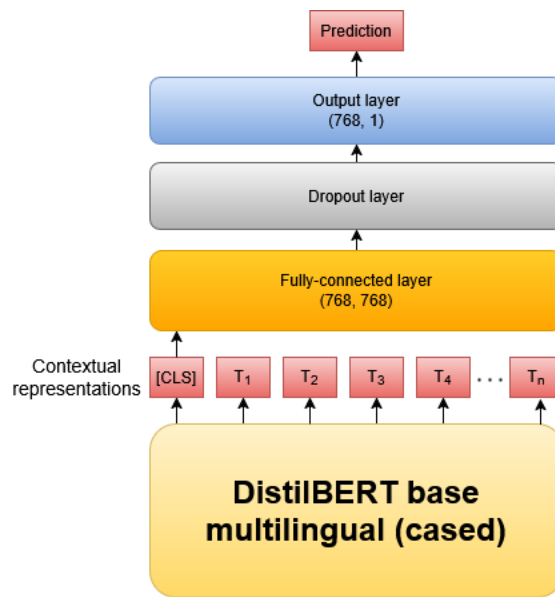 Prediction
Output layer
(768, 1)
Dropout layer
Fully-connected layer
(768, 768)
Contextual
representations
[CLS] T₁ T₂ T₃ T₄ ... Tₙ
DistilBERT base
multilingual (cased)